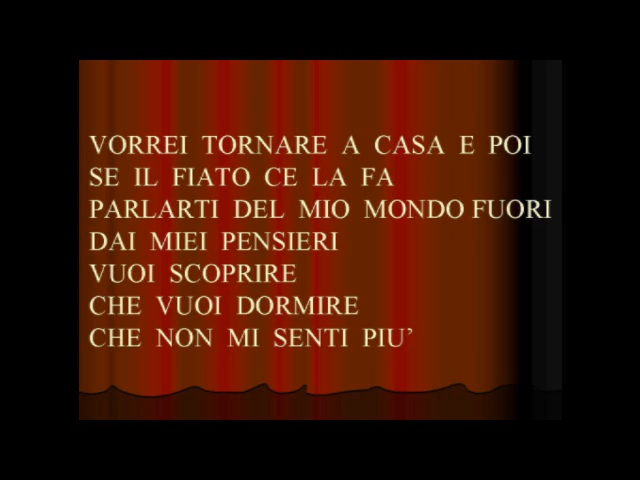 VORREI TORNARE A CASA E POI
SE IL FIATO CE LA FA
PARLARTI DEL MIO MONDO FUORI
DAI MIEI PENSIERI
VUOI SCOPRIRE
CHE VUOI DORMIRE
CHE NON MI SENTI PIU’